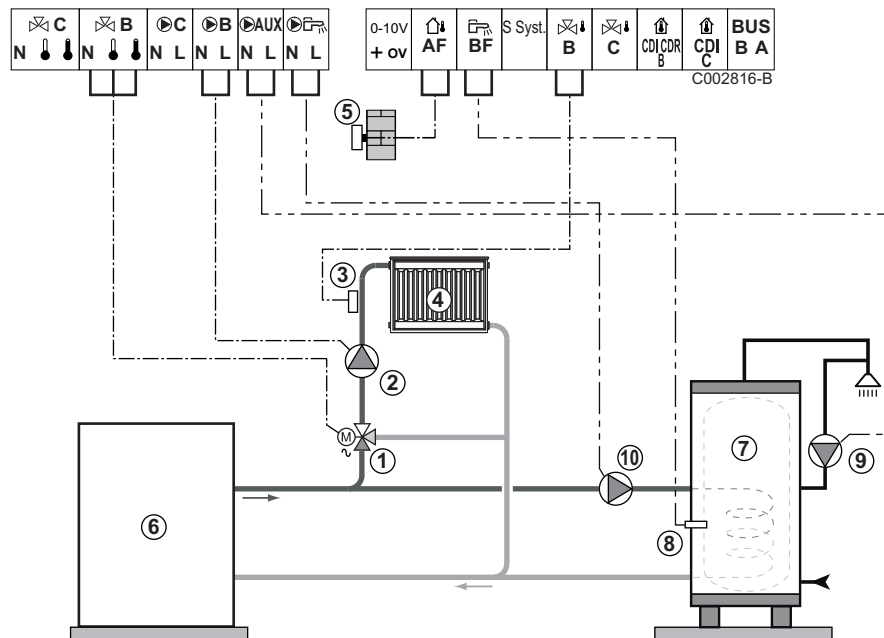 C B C B AUX
N N N L N L N L N L
0-10V S Syst.
+ ov AF BF B C CDI CDR B CDI C BUS B A
C002816-B
5
3
4
2
M
~
1
10
7
9
6
8